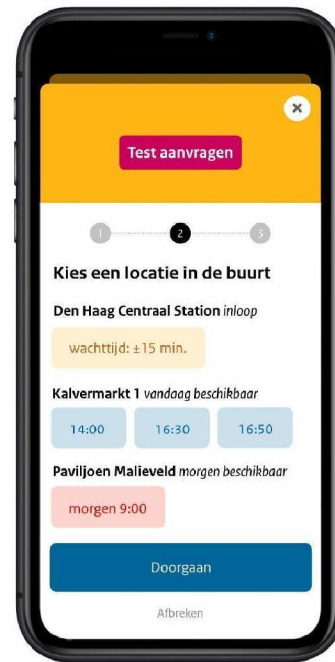 Test aanvragen
1 2 3
Kies een locatie in de buurt
Den Haag Centraal Station inloop
wachttijd: ±15 min.
Kalvermarkt 1 vandaag beschikbaar
14:00 16:30 16:50
Paviljoen Malieveld morgen beschikbaar
morgen 9:00
Doorgaan
Afbreken